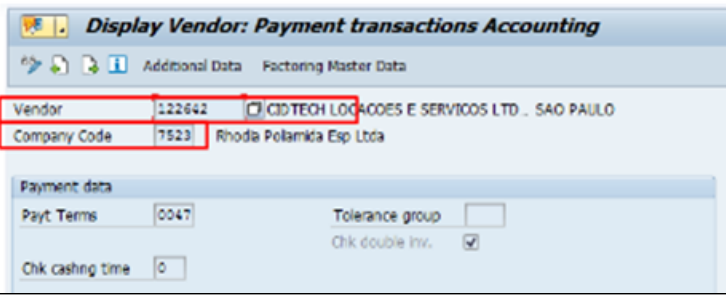 Display Vendor: Payment transactions Accounting
Additional Data Factoring Master Data
Vendor 122642 CIDTECH LOCACOES E SERVICOS LTD .. SAO PAULO
Company Code 7523 Rhodia Poliamida Esp Ltda
Payment data
Payt Terms 0047 Tolerance group
Chk double inv.
Chk cashng time 0